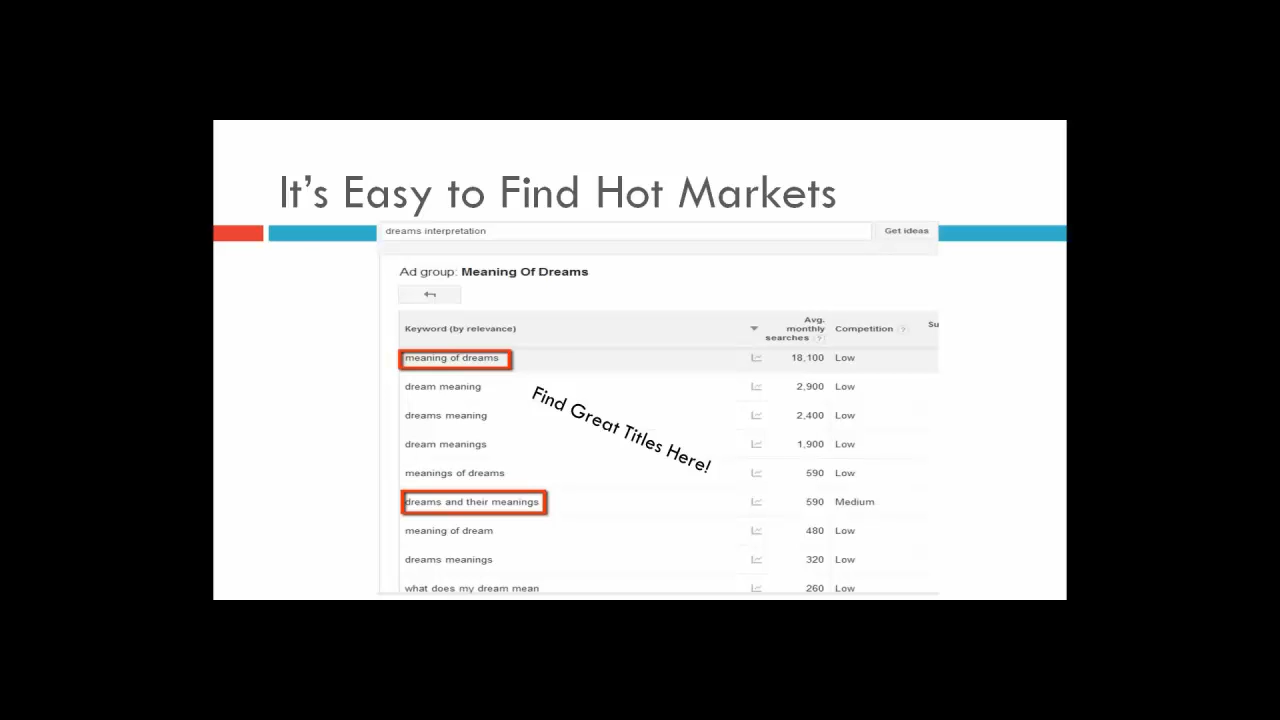 It's Easy to Find Hot Markets
dreams interpretation Get ideas
Ad group: Meaning Of Dreams
Keyword (by relevance) Avg. monthly searches ? Competition ? Su
meaning of dreams 18,100 Low
dream meaning 2,900 Low
dreams meaning 2,400 Low
dream meanings 1,900 Low
meanings of dreams 590 Low
dreams and their meanings 590 Medium
meaning of dream 480 Low
dreams meanings 320 Low
what does my dream mean 260 Low
Find Great Titles Here!